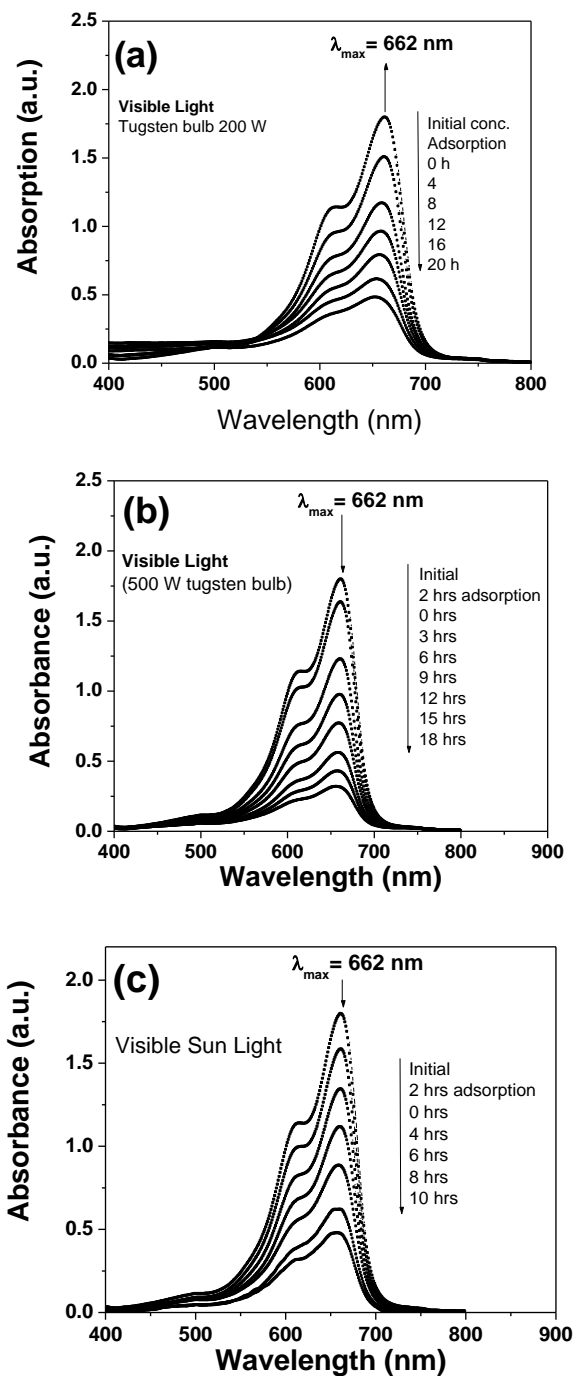 (a)
λmax= 662 nm
Visible Light
Tugsten bulb 200 W
Initial conc.
Adsorption
0 h
4
8
12
16
20 h
Absorption (a.u.)
2.5
2.0
1.5
1.0
0.5
0.0
400 500 600 700 800
Wavelength (nm)
(b)
λmax = 662 nm
Visible Light
(500 W tugsten bulb)
Initial
2 hrs adsorption
0 hrs
3 hrs
6 hrs
9 hrs
12 hrs
15 hrs
18 hrs
Absorbance (a.u.)
2.5
2.0
1.5
1.0
0.5
0.0
400 500 600 700 800 900
Wavelength (nm)
(c)
λmax = 662 nm
Visible Sun Light
Initial
2 hrs adsorption
0 hrs
4 hrs
6 hrs
8 hrs
10 hrs
Absorbance (a.u.)
2.0
1.5
1.0
0.5
0.0
400 500 600 700 800 900
Wavelength (nm)